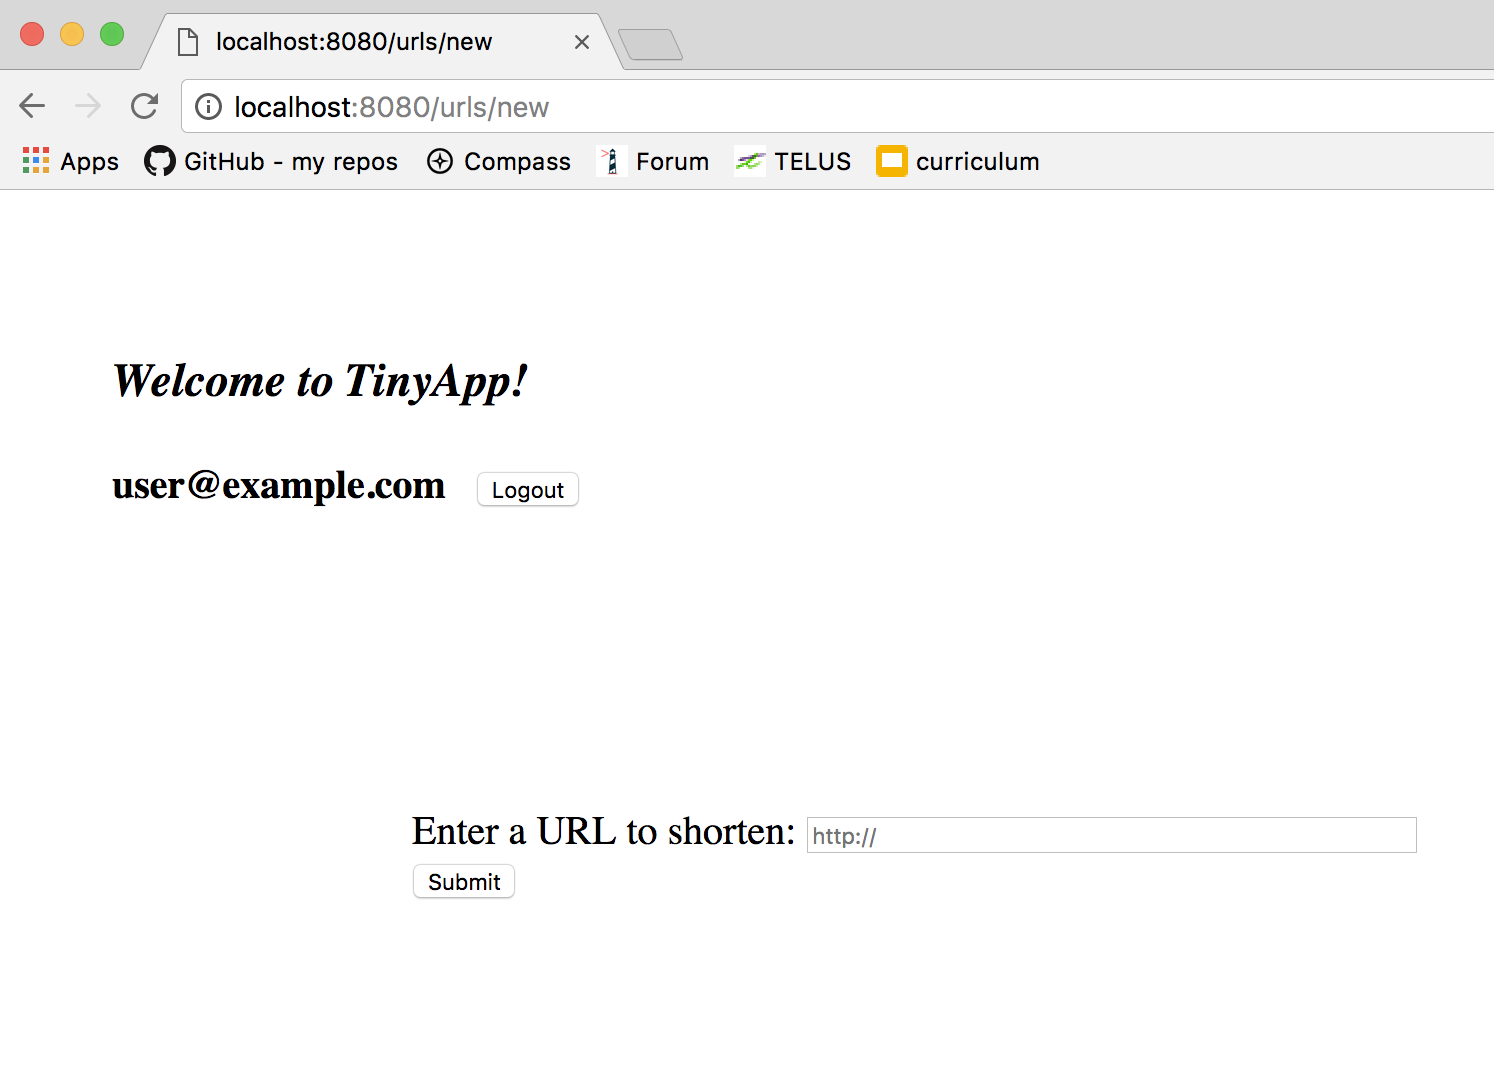 localhost:8080/urls/new
localhost:8080/urls/new
Apps GitHub - my repos Compass Forum TELUS curriculum
Welcome to TinyApp!
user@example.com Logout
Enter a URL to shorten: http://
Submit